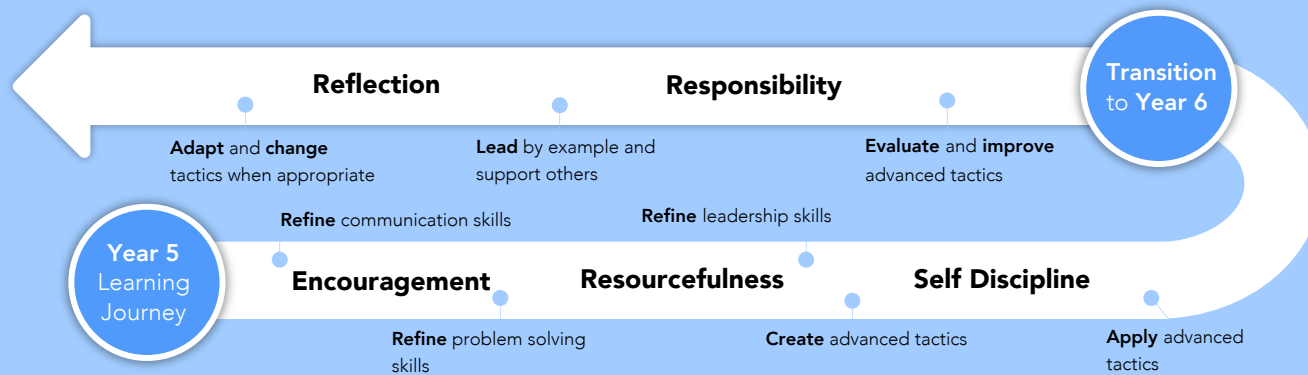 Reflection
Responsibility
Transition
to Year 6
Adapt and change
tactics when appropriate
Lead by example and
support others
Evaluate and improve
advanced tactics
Refine communication skills
Refine leadership skills
Year 5
Learning
Journey
Encouragement
Resourcefulness
Self Discipline
Refine problem solving
skills
Create advanced tactics
Apply advanced
tactics